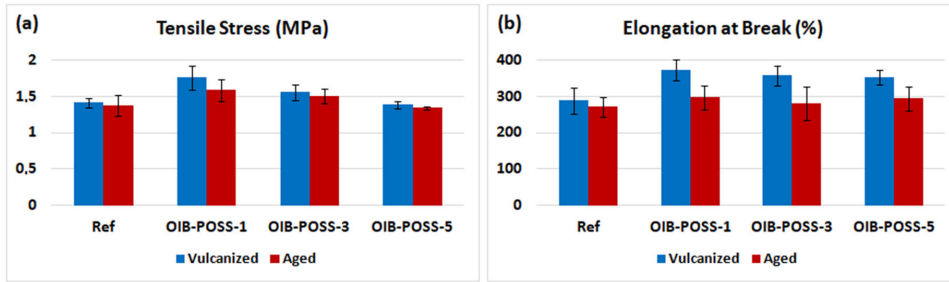 (a) Tensile Stress (MPa)
2
1,5
1
0,5
0
Ref OIB-POSS-1 OIB-POSS-3 OIB-POSS-5
Vulcanized Aged
(b) Elongation at Break (%)
400
300
200
100
0
Ref OIB-POSS-1 OIB-POSS-3 OIB-POSS-5
Vulcanized Aged